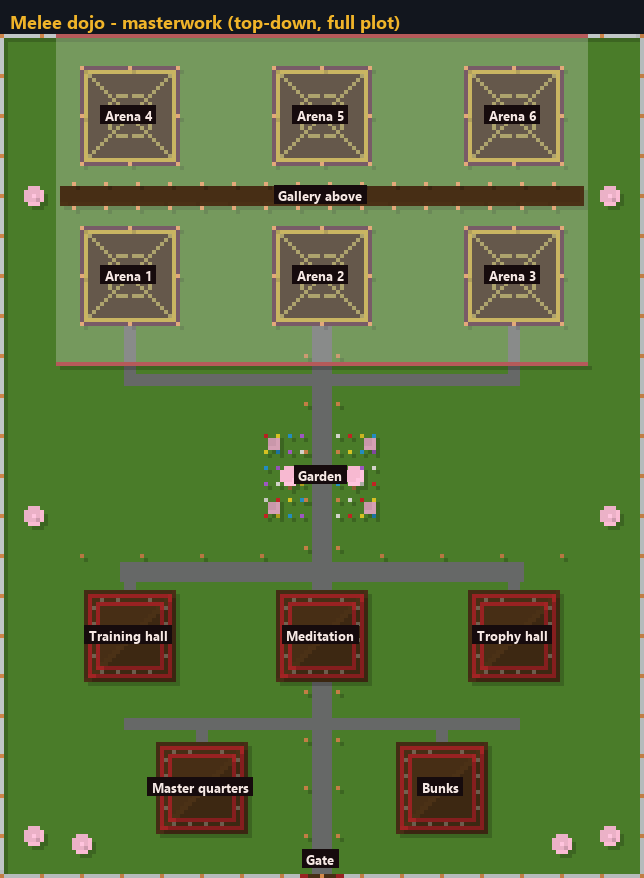 Melee dojo - masterwork (top-down, full plot)
Arena 4
Arena 5
Arena 6
Gallery above
Arena 1
Arena 2
Arena 3
Garden
Training hall
Meditation
Trophy hall
Master quarters
Bunks
Gate